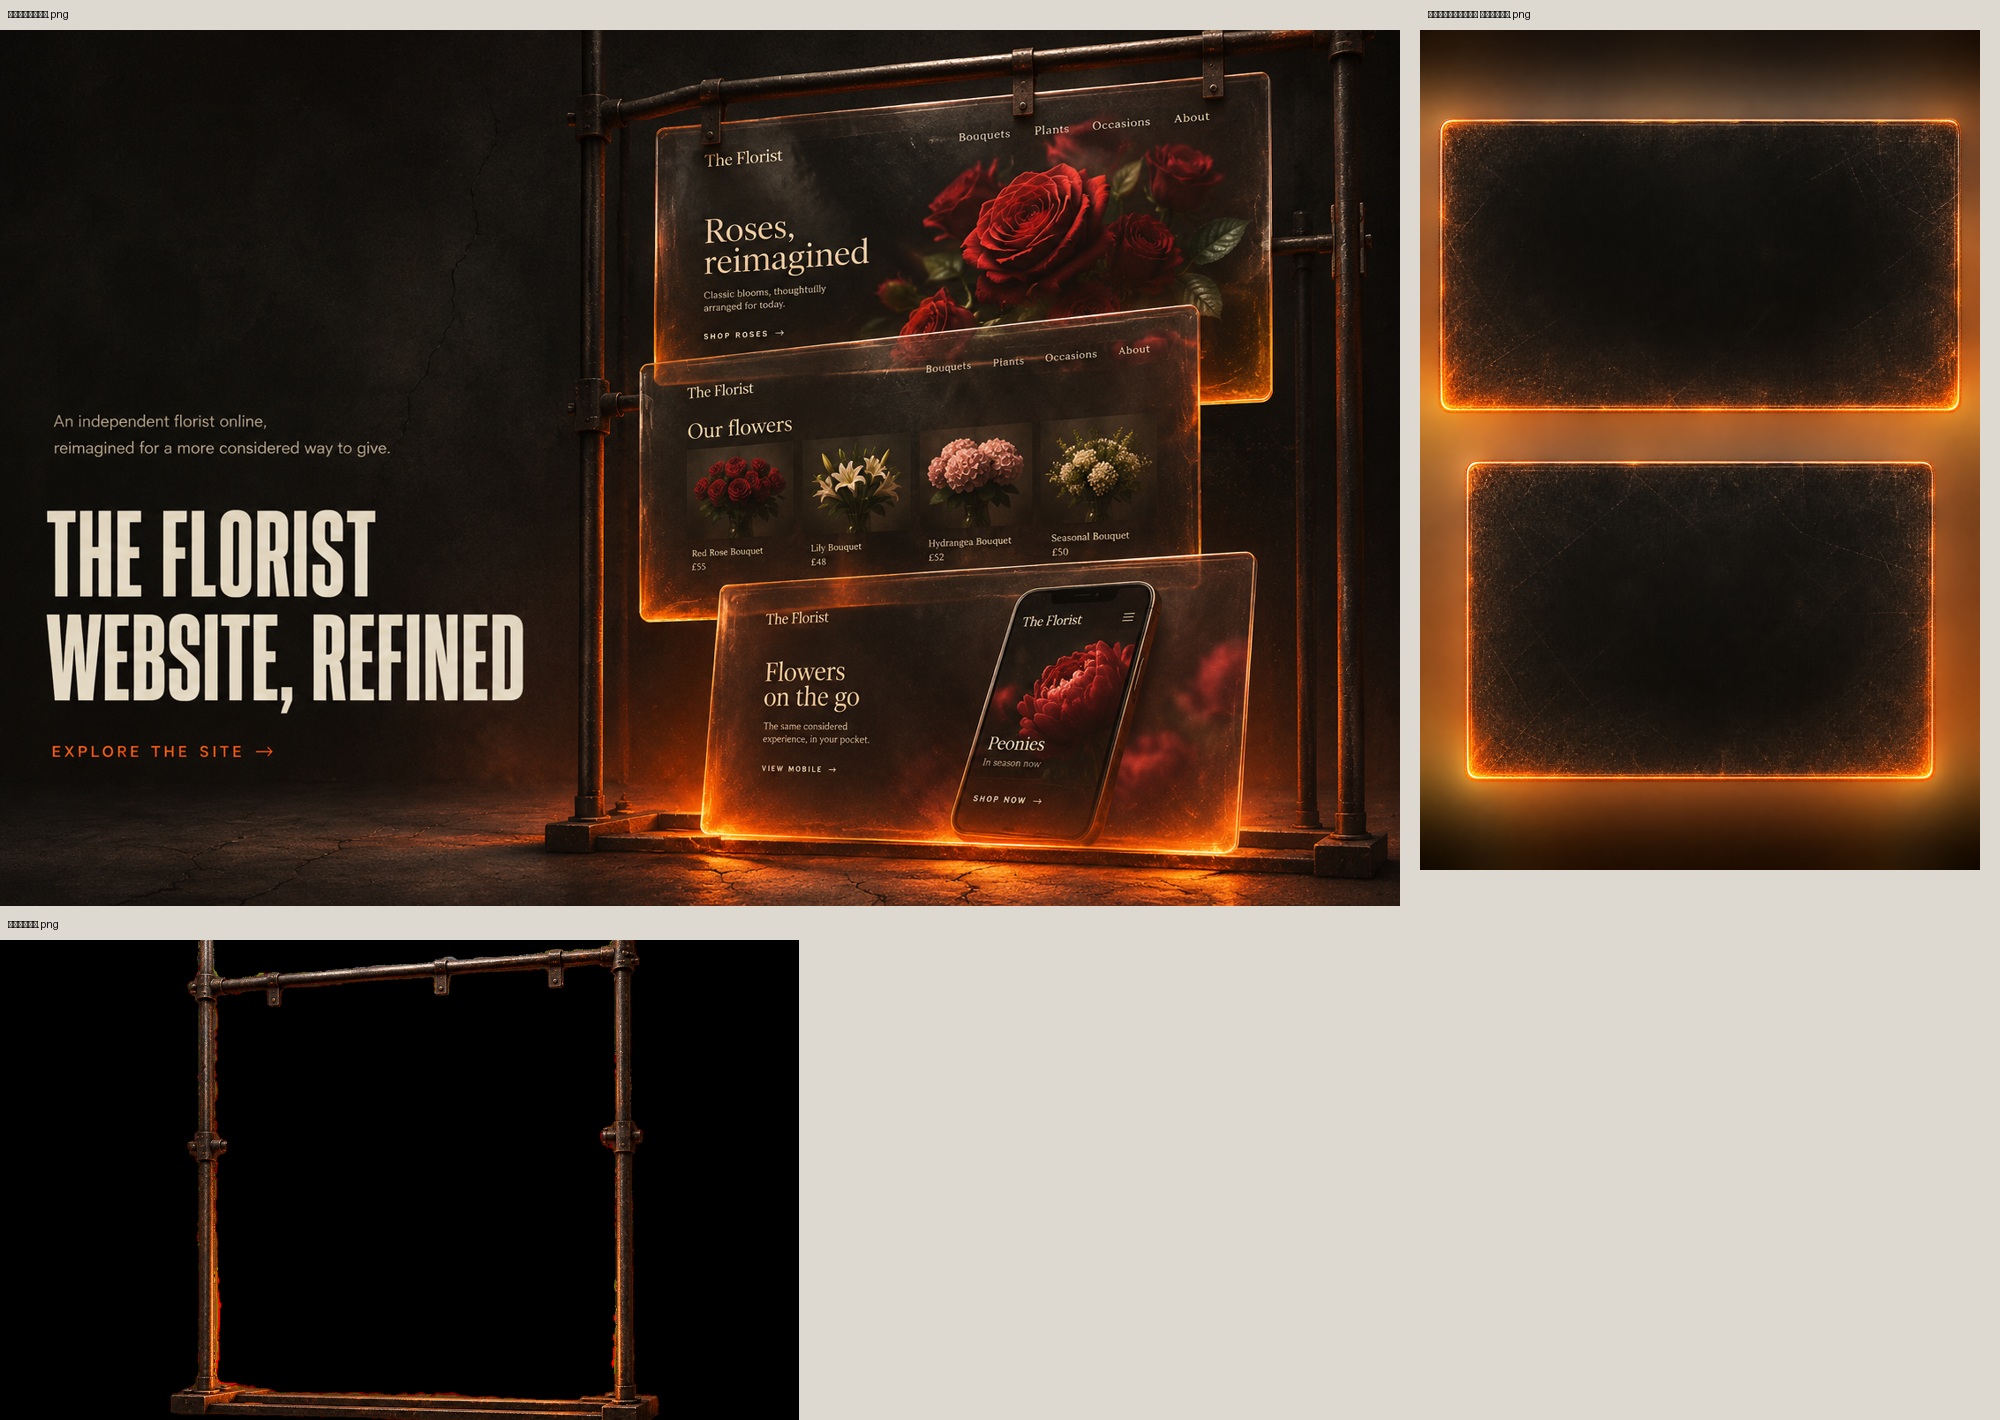 .png
.png
Bouquets Plants Occasions About
The Florist
Roses,
reimagined
Classic blooms, thoughtfully
arranged for today.
SHOP ROSES →
Bouquets Plants Occasions About
The Florist
Our flowers
Red Rose Bouquet
£55
Lily Bouquet
£48
Hydrangea Bouquet
£52
Seasonal Bouquet
£50
The Florist
Flowers
on the go
The same considered
experience, in your pocket.
VIEW MOBILE →
The Florist
Peonies
In season now
SHOP NOW →
An independent florist online,
reimagined for a more considered way to give.
THE FLORIST
WEBSITE, REFINED
EXPLORE THE SITE →
.png